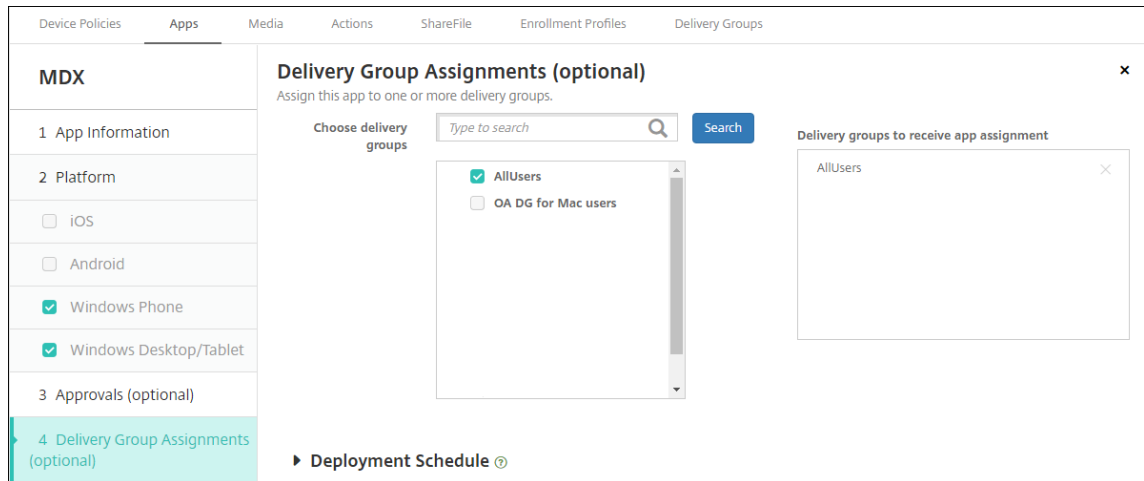 Device Policies Apps Media Actions ShareFile Enrollment Profiles Delivery Groups
MDX
1 App Information
2 Platform
iOS
Android
Windows Phone
Windows Desktop/Tablet
3 Approvals (optional)
4 Delivery Group Assignments
(optional)
Delivery Group Assignments (optional)
Assign this app to one or more delivery groups.
Choose delivery
groups
Type to search
Search
AllUsers
OA DG for Mac users
Delivery groups to receive app assignment
AllUsers
Deployment Schedule ?